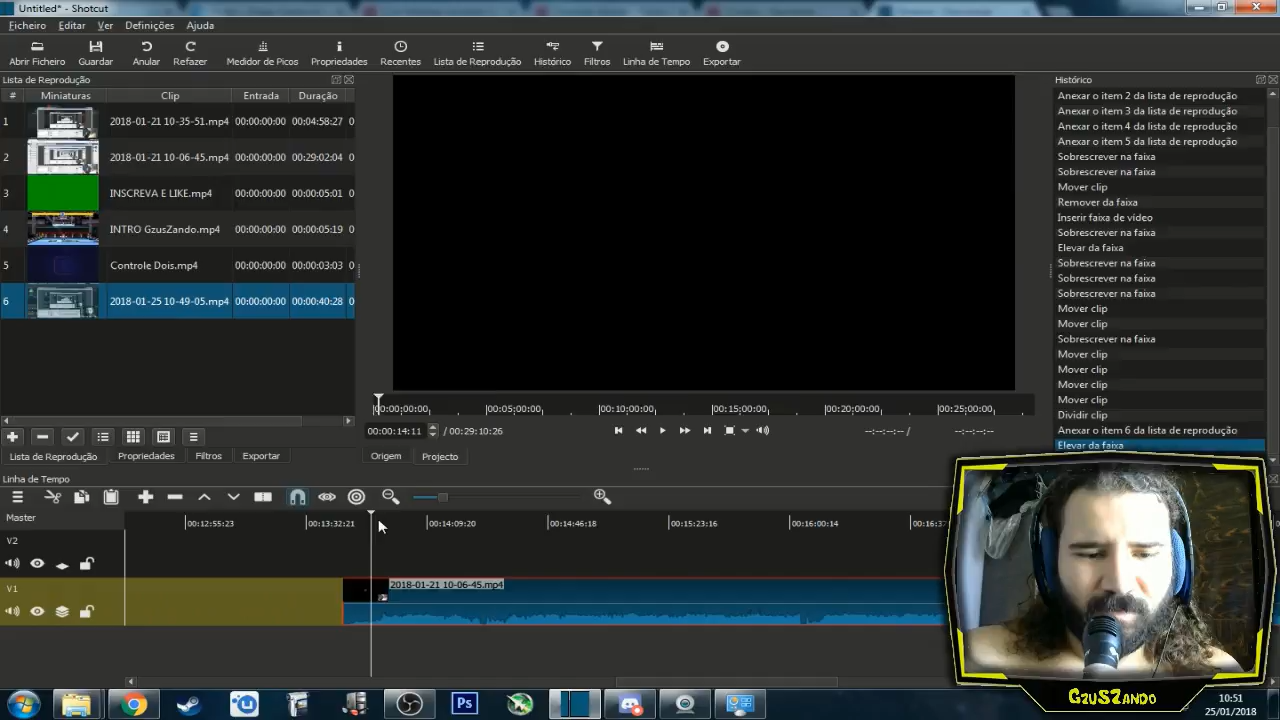 Untitled* - Shotcut
Ficheiro Editar Ver Definições Ajuda
Abrir Ficheiro Guardar Anular Refazer Medidor de Picos Propriedades Recentes Lista de Reprodução Histórico Filtros Linha de Tempo Exportar
Lista de Reprodução
# Miniaturas Clip Entrada Duração
1 2018-01-21 10-35-51.mp4 00:00:00:00 00:04:58:27 0
2 2018-01-21 10-06-45.mp4 00:00:00:00 00:29:02:04 0
3 INSCREVA E LIKE.mp4 00:00:00:00 00:00:05:01 0
4 INTRO GzusZando.mp4 00:00:00:00 00:00:05:19 0
5 Controle Dois.mp4 00:00:00:00 00:00:03:03 0
6 2018-01-25 10-49-05.mp4 00:00:00:00 00:00:40:28 0
Lista de Reprodução Propriedades Filtros Exportar
00:00:00:00 00:05:00:00 00:10:00:00 00:15:00:00 00:20:00:00 00:25:00:00
00:00:14:11 / 00:29:10:26 --:--:--:-- / --:--:--:--
Origem Projecto
Histórico
Anexar o item 2 da lista de reprodução
Anexar o item 3 da lista de reprodução
Anexar o item 4 da lista de reprodução
Anexar o item 5 da lista de reprodução
Sobrescrever na faixa
Sobrescrever na faixa
Mover clip
Remover da faixa
Inserir faixa de vídeo
Sobrescrever na faixa
Elevar da faixa
Sobrescrever na faixa
Sobrescrever na faixa
Sobrescrever na faixa
Mover clip
Mover clip
Sobrescrever na faixa
Mover clip
Mover clip
Mover clip
Mover clip
Dividir clip
Anexar o item 6 da lista de reprodução
Elevar da faixa
Linha de Tempo
Master
00:12:55:23 00:13:32:21 00:14:09:20 00:14:46:18 00:15:23:16 00:16:00:14
V2
V1
2018-01-21 10-06-45.mp4
GzuSZando
Ps
10:51
25/01/2018